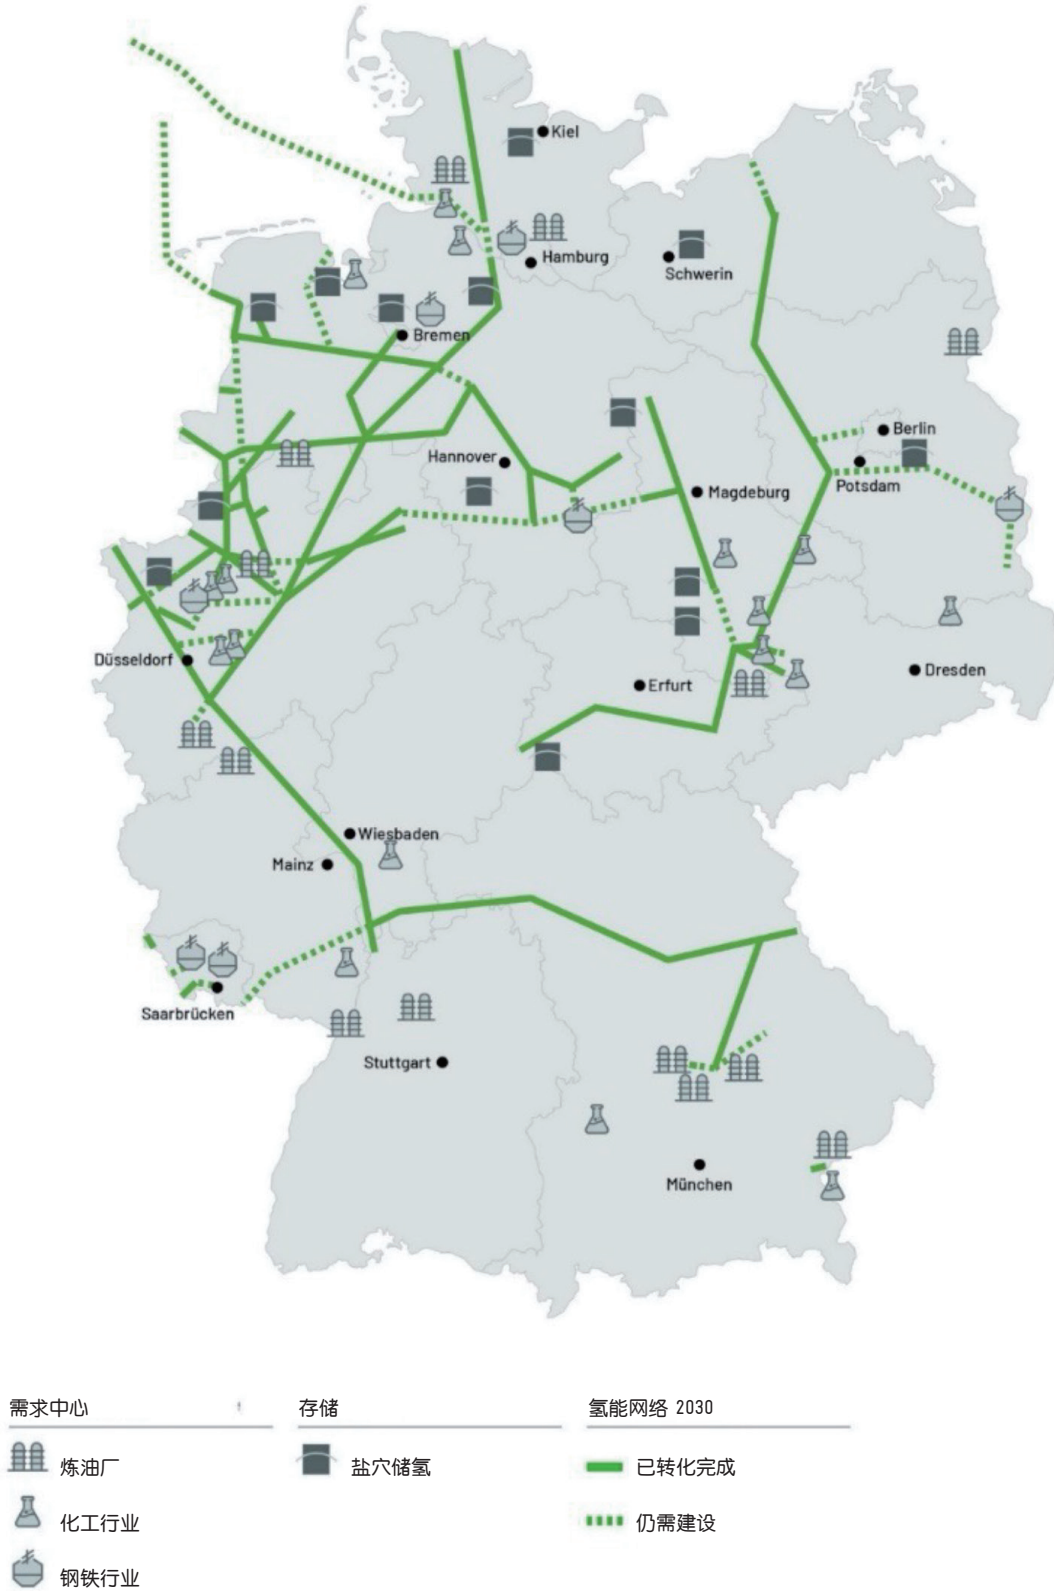 Kiel
Hamburg
Schwerin
Bremen
Berlin
Hannover
Potsdam
Magdeburg
Düsseldorf
Dresden
Erfurt
Wiesbaden
Mainz
Saarbrücken
Stuttgart
München
需求中心
存储
氢能网络 2030
炼油厂
盐穴储氢
已转化完成
化工行业
仍需建设
钢铁行业